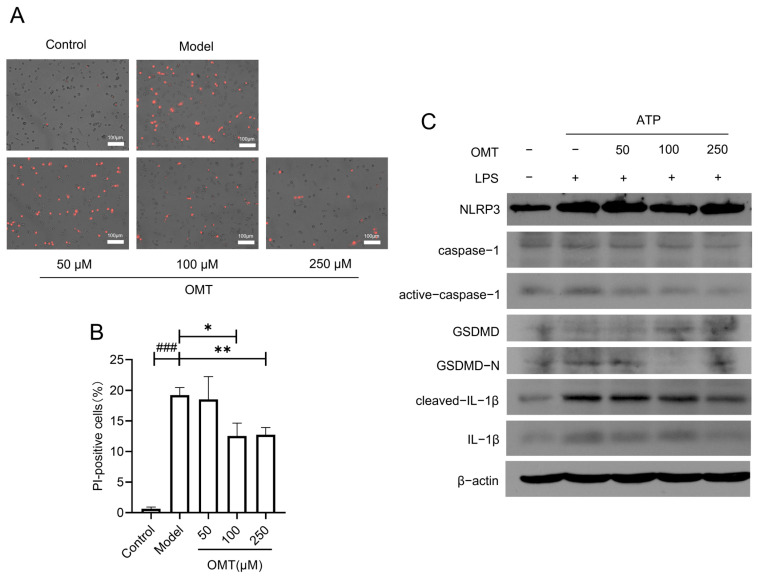 A
Control Model
100μm 100μm
100μm 100μm 100μm
50 μM 100 μM 250 μM
OMT
B
PI-positive cells(%)
25
20
15
10
5
0
###
*
**
Control Model 50 100 250
OMT(μM)
C
ATP
OMT − − 50 100 250
LPS − + + + +
NLRP3
caspase−1
active−caspase−1
GSDMD
GSDMD−N
cleaved−IL−1β
IL−1β
β−actin